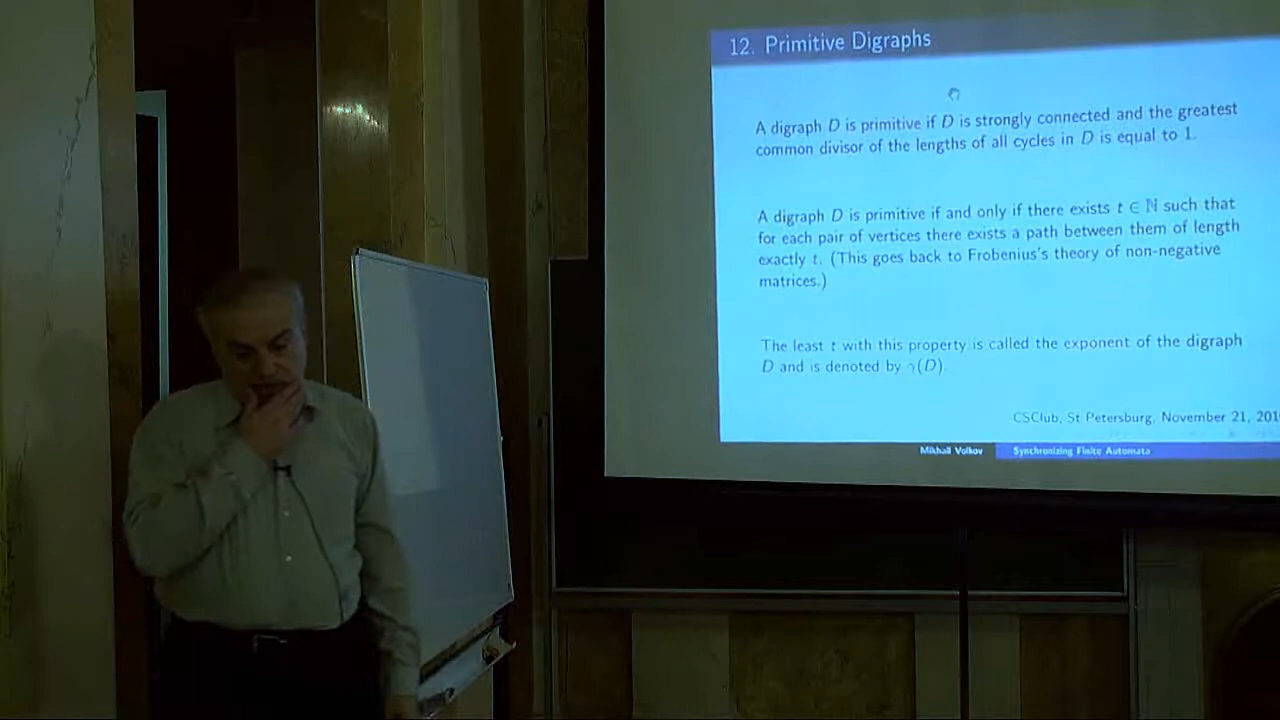 12. Primitive Digraphs
A digraph D is primitive if D is strongly connected and the greatest
common divisor of the lengths of all cycles in D is equal to 1.
A digraph D is primitive if and only if there exists t ∈ ℕ such that
for each pair of vertices there exists a path between them of length
exactly t. (This goes back to Frobenius's theory of non-negative
matrices.)
The least t with this property is called the exponent of the digraph
D and is denoted by γ(D).
CSClub, St Petersburg, November 21, 201
Mikhail Volkov Synchronizing Finite Automata